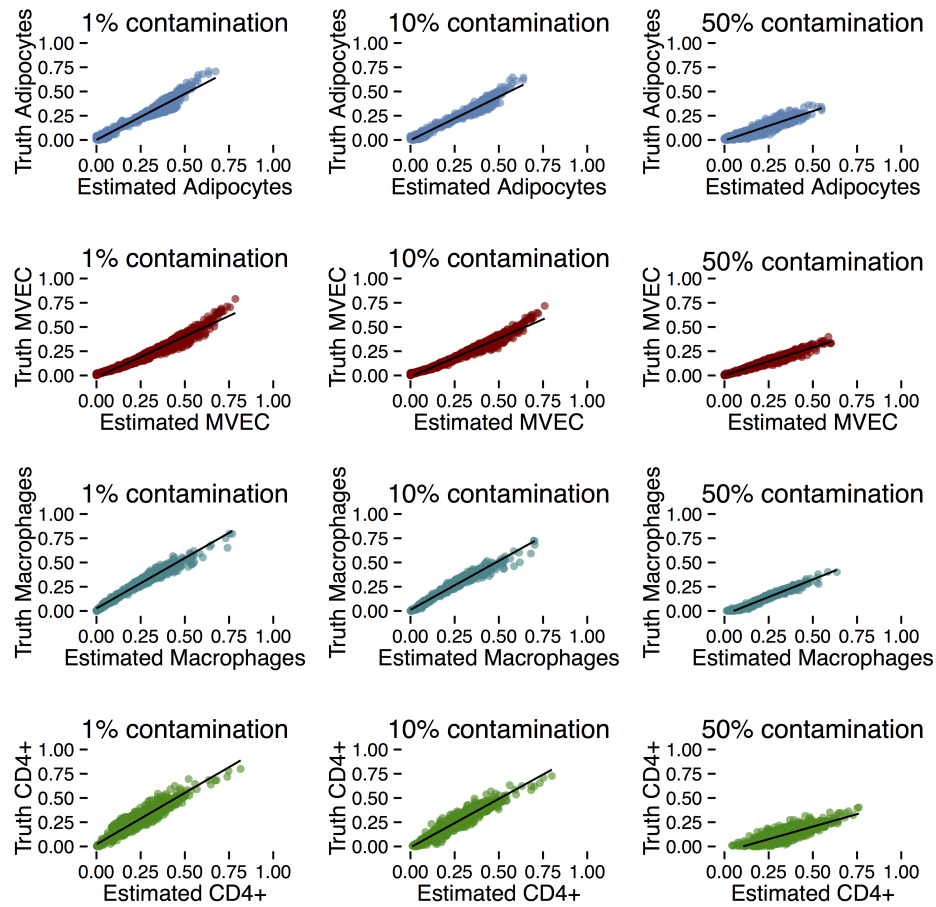 1% contamination
Truth Adipocytes
1.00
0.75
0.50
0.25
0.00
0.00 0.25 0.50 0.75 1.00
Estimated Adipocytes
10% contamination
Truth Adipocytes
1.00
0.75
0.50
0.25
0.00
0.00 0.25 0.50 0.75 1.00
Estimated Adipocytes
50% contamination
Truth Adipocytes
1.00
0.75
0.50
0.25
0.00
0.00 0.25 0.50 0.75 1.00
Estimated Adipocytes
1% contamination
Truth MVEC
1.00
0.75
0.50
0.25
0.00
0.00 0.25 0.50 0.75 1.00
Estimated MVEC
10% contamination
Truth MVEC
1.00
0.75
0.50
0.25
0.00
0.00 0.25 0.50 0.75 1.00
Estimated MVEC
50% contamination
Truth MVEC
1.00
0.75
0.50
0.25
0.00
0.00 0.25 0.50 0.75 1.00
Estimated MVEC
1% contamination
Truth Macrophages
1.00
0.75
0.50
0.25
0.00
0.00 0.25 0.50 0.75 1.00
Estimated Macrophages
10% contamination
Truth Macrophages
1.00
0.75
0.50
0.25
0.00
0.00 0.25 0.50 0.75 1.00
Estimated Macrophages
50% contamination
Truth Macrophages
1.00
0.75
0.50
0.25
0.00
0.00 0.25 0.50 0.75 1.00
Estimated Macrophages
1% contamination
Truth CD4+
1.00
0.75
0.50
0.25
0.00
0.00 0.25 0.50 0.75 1.00
Estimated CD4+
10% contamination
Truth CD4+
1.00
0.75
0.50
0.25
0.00
0.00 0.25 0.50 0.75 1.00
Estimated CD4+
50% contamination
Truth CD4+
1.00
0.75
0.50
0.25
0.00
0.00 0.25 0.50 0.75 1.00
Estimated CD4+